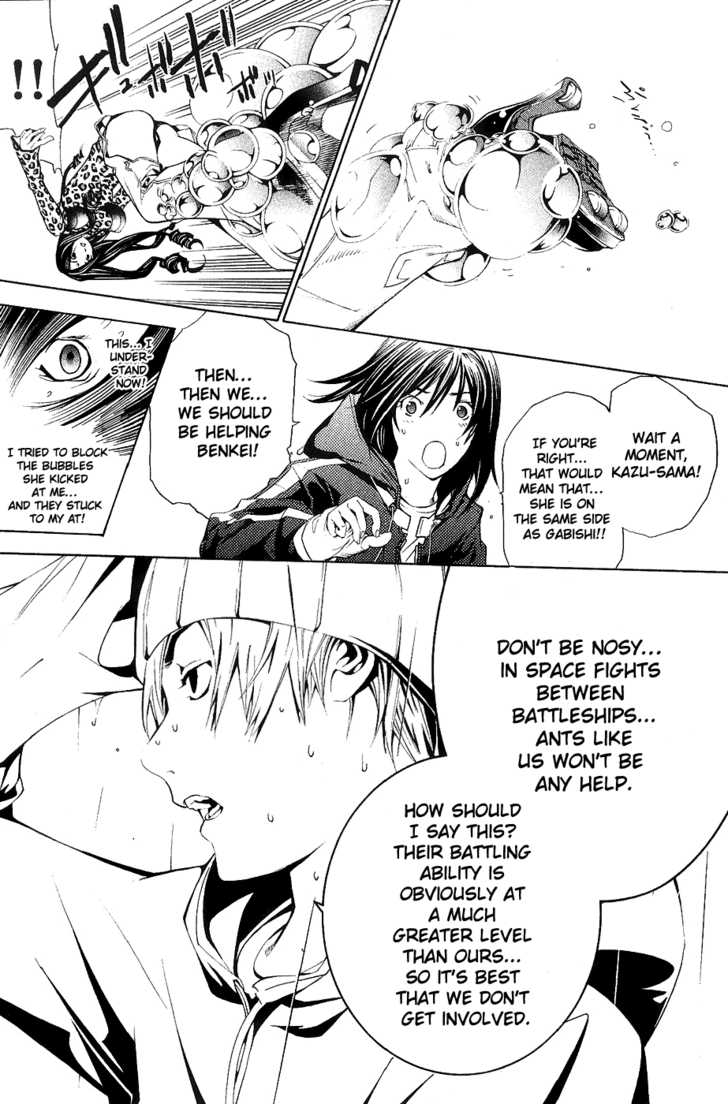 !!
WAIT A
MOMENT,
KAZU-SAMA!
IF YOU'RE
RIGHT...
THAT WOULD
MEAN THAT...
SHE IS ON
THE SAME SIDE
AS GABISHI!!
THEN...
THEN WE...
WE SHOULD
BE HELPING
BENKEI!
THIS... I
UNDER-
STAND
NOW!
I TRIED TO BLOCK
THE BUBBLES
SHE KICKED
AT ME...
AND THEY STUCK
TO MY AT!
DON'T BE NOSY...
IN SPACE FIGHTS
BETWEEN
BATTLESHIPS...
ANTS LIKE
US WON'T BE
ANY HELP.
HOW SHOULD
I SAY THIS?
THEIR BATTLING
ABILITY IS
OBVIOUSLY AT
A MUCH
GREATER LEVEL
THAN OURS...
SO IT'S BEST
THAT WE DON'T
GET INVOLVED.